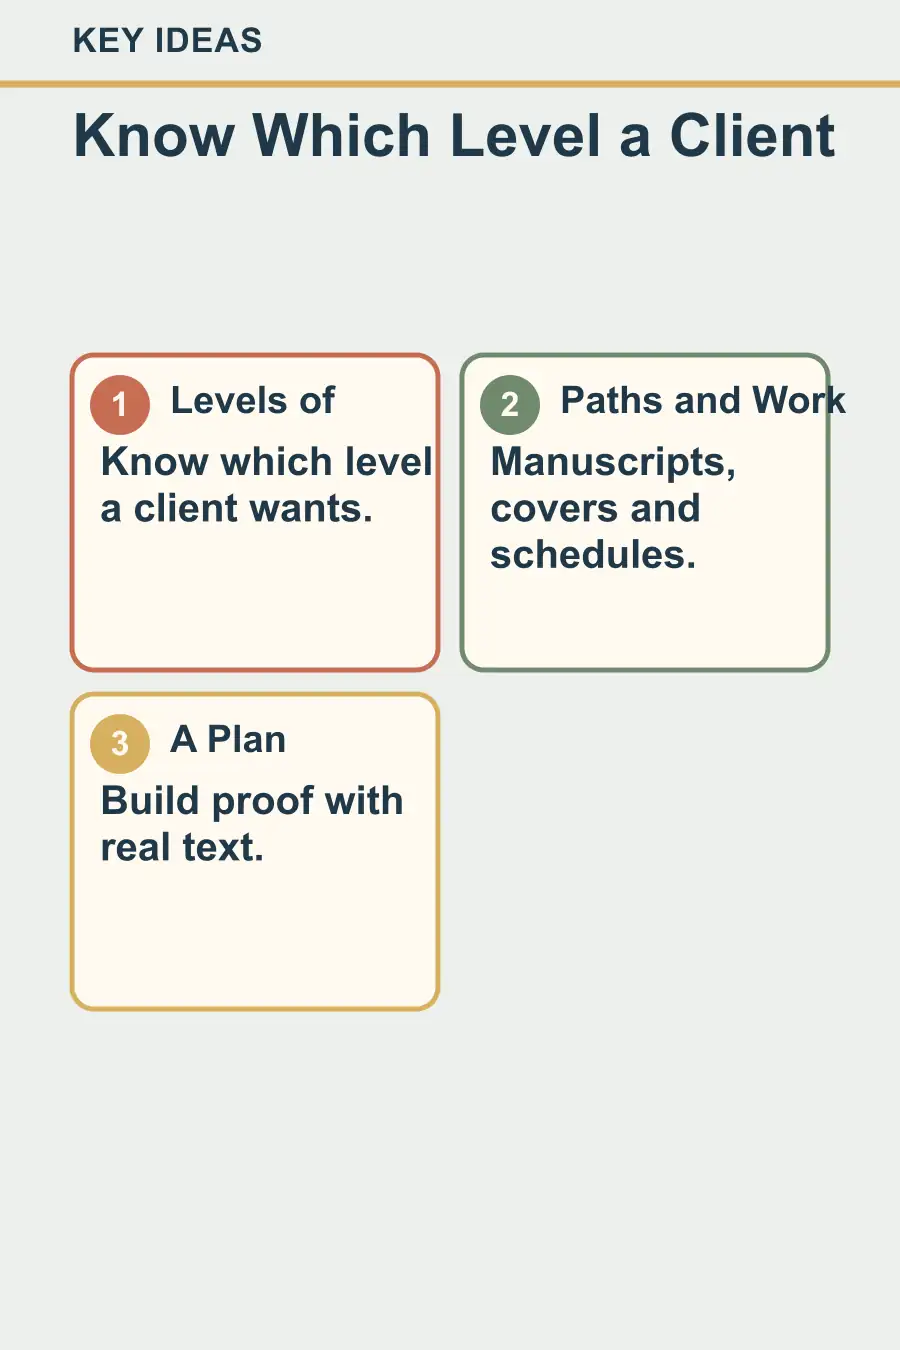 KEY IDEAS
Know Which Level a Client
1 Levels of
Know which level
a client wants.
2 Paths and Work
Manuscripts,
covers and
schedules.
3 A Plan
Build proof with
real text.